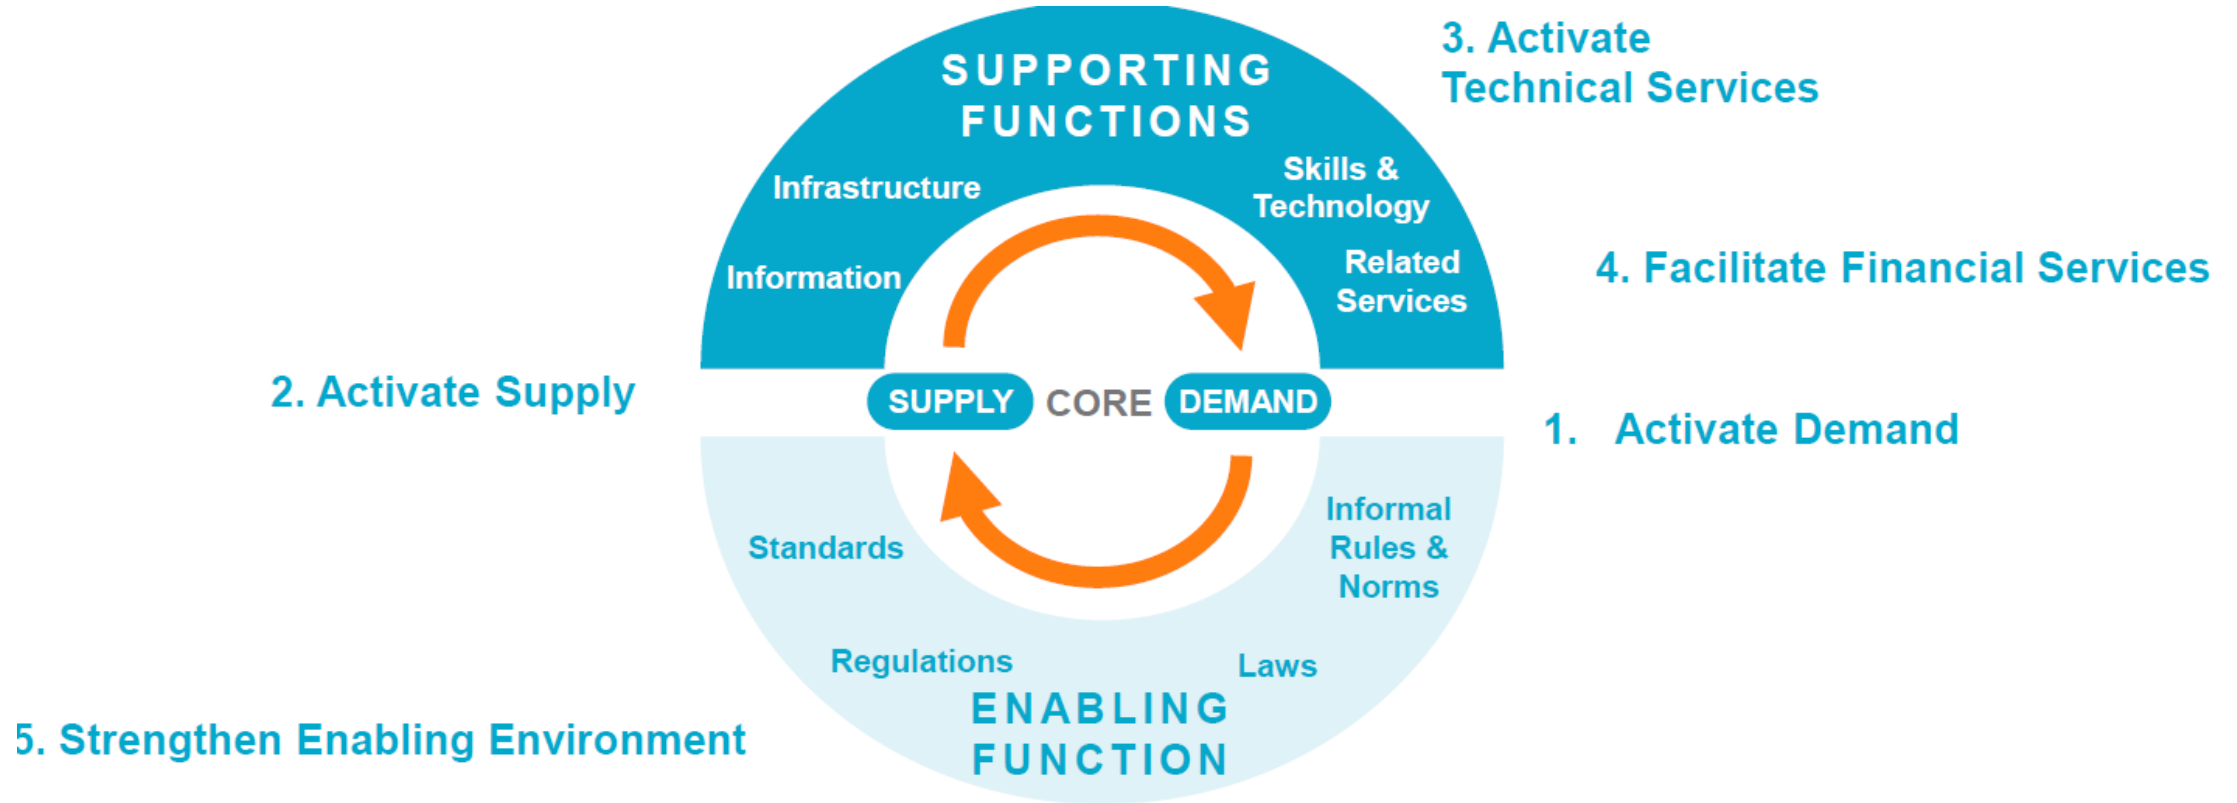 3. Activate
Technical Services
SUPPORTING
FUNCTIONS
Skills &
Technology
Infrastructure
Related
Services
Information
4. Facilitate Financial Services
2. Activate Supply
SUPPLY CORE DEMAND
1. Activate Demand
Informal
Rules &
Norms
Standards
Regulations
Laws
ENABLING
FUNCTION
5. Strengthen Enabling Environment